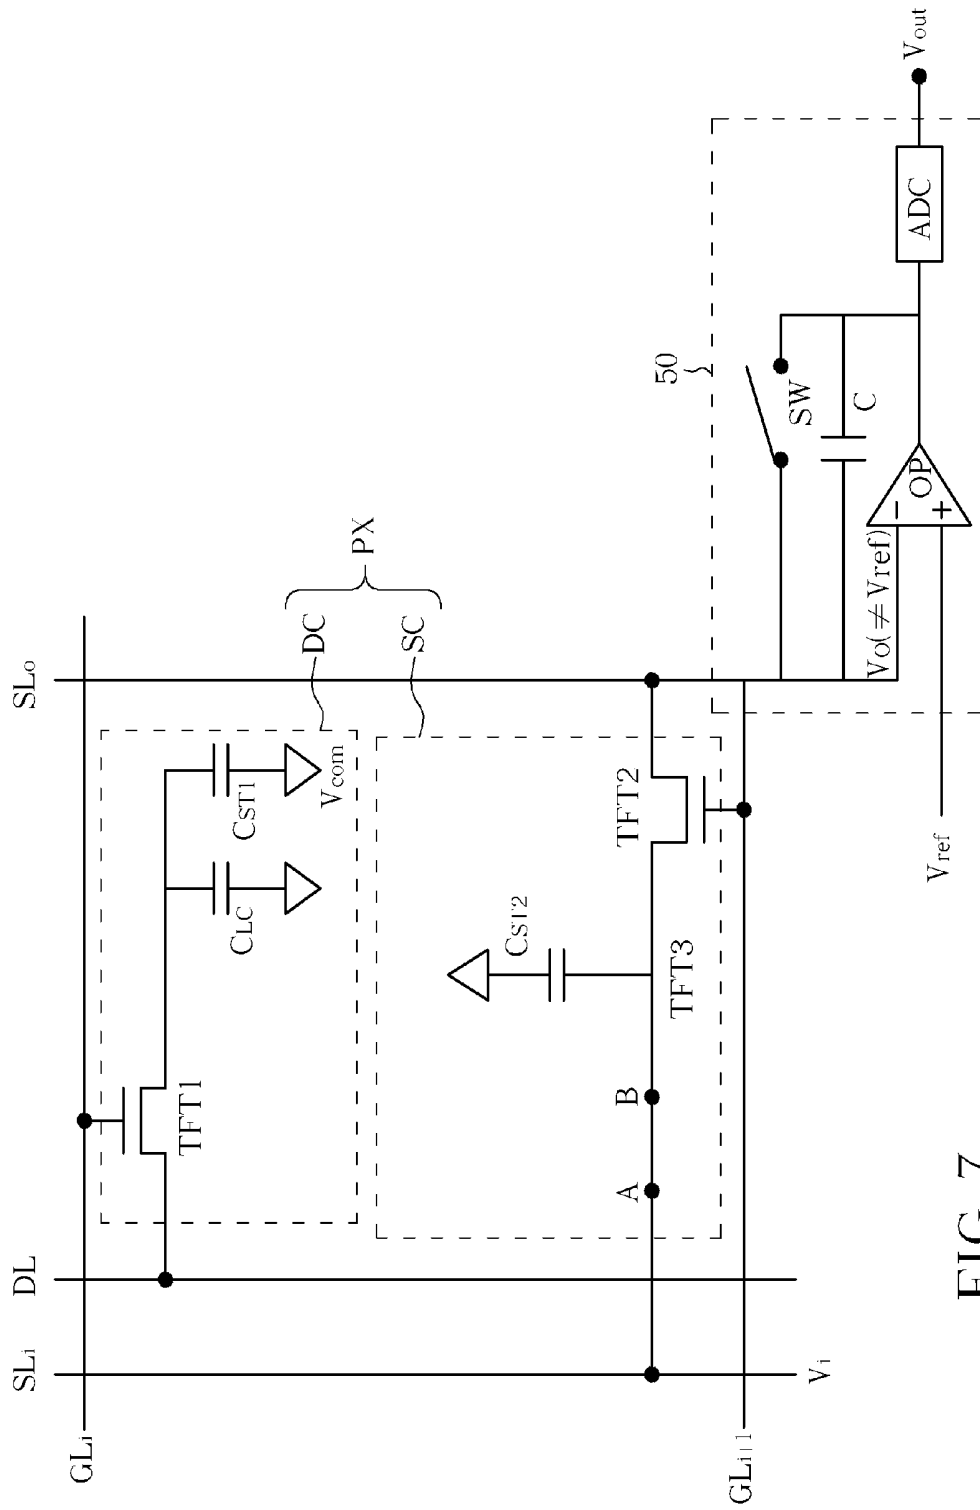 SLi
DL
SLo
GLi
TFT1
CLC
CST1
Vcom
DC
SC
PX
A
B
CST2
TFT3
TFT2
GLi+1
Vi
50
SW
C
Vo(≠Vref)
OP
−
+
ADC
Vout
Vref
FIG. 7